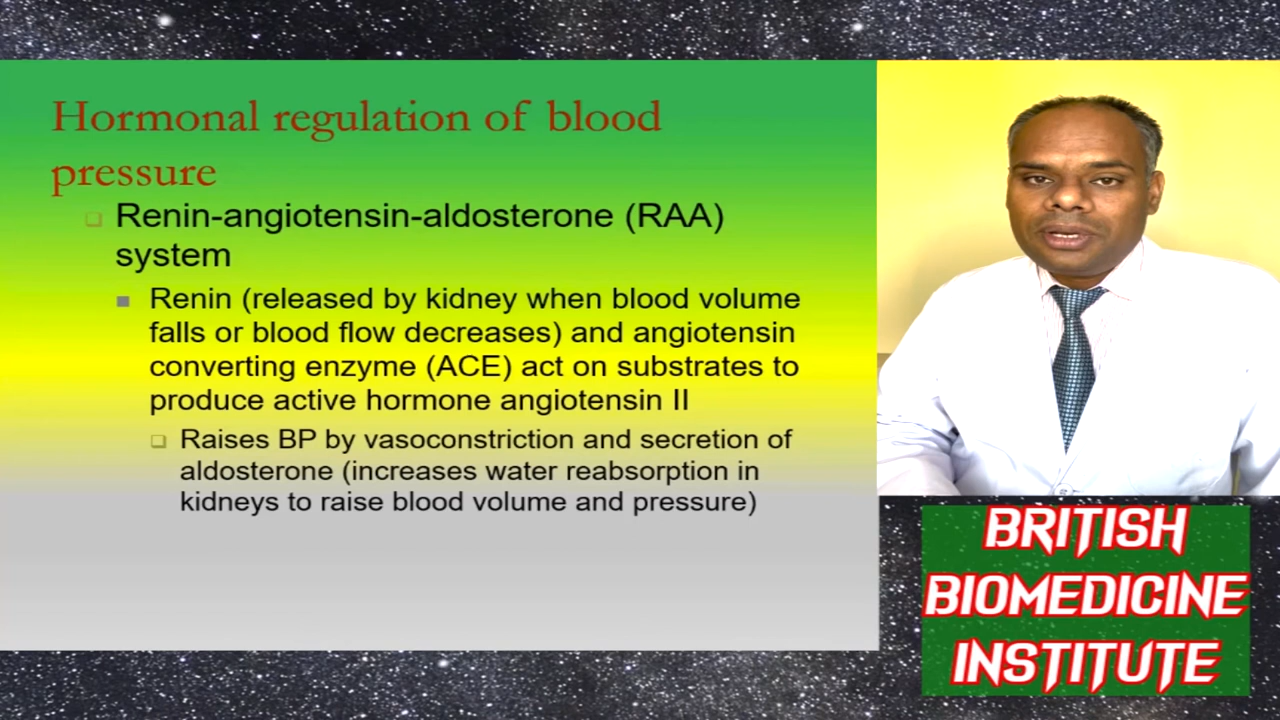 Hormonal regulation of blood
pressure
Renin-angiotensin-aldosterone (RAA)
system
Renin (released by kidney when blood volume
falls or blood flow decreases) and angiotensin
converting enzyme (ACE) act on substrates to
produce active hormone angiotensin II
Raises BP by vasoconstriction and secretion of
aldosterone (increases water reabsorption in
kidneys to raise blood volume and pressure)
BRITISH
BIOMEDICINE
INSTITUTE